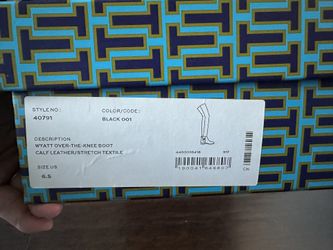 STYLE NO: COLOR/CODE:
40791 BLACK 001
DESCRIPTION
WYATT OVER-THE-KNEE BOOT
CALF LEATHER/STRETCH TEXTILE
SIZE US
6.5
CN